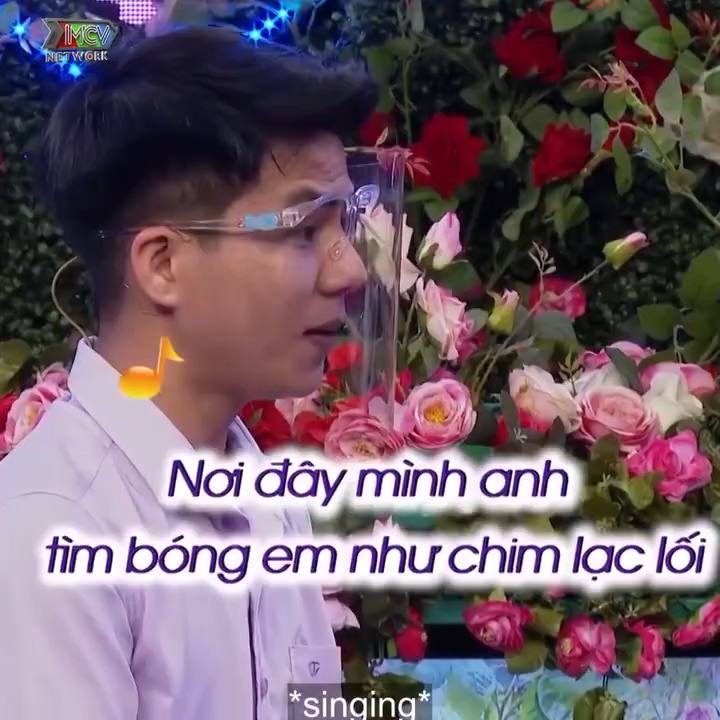 MCV
NETWORK
Nơi đây mình anh
tìm bóng em như chim lạc lối
*singing*